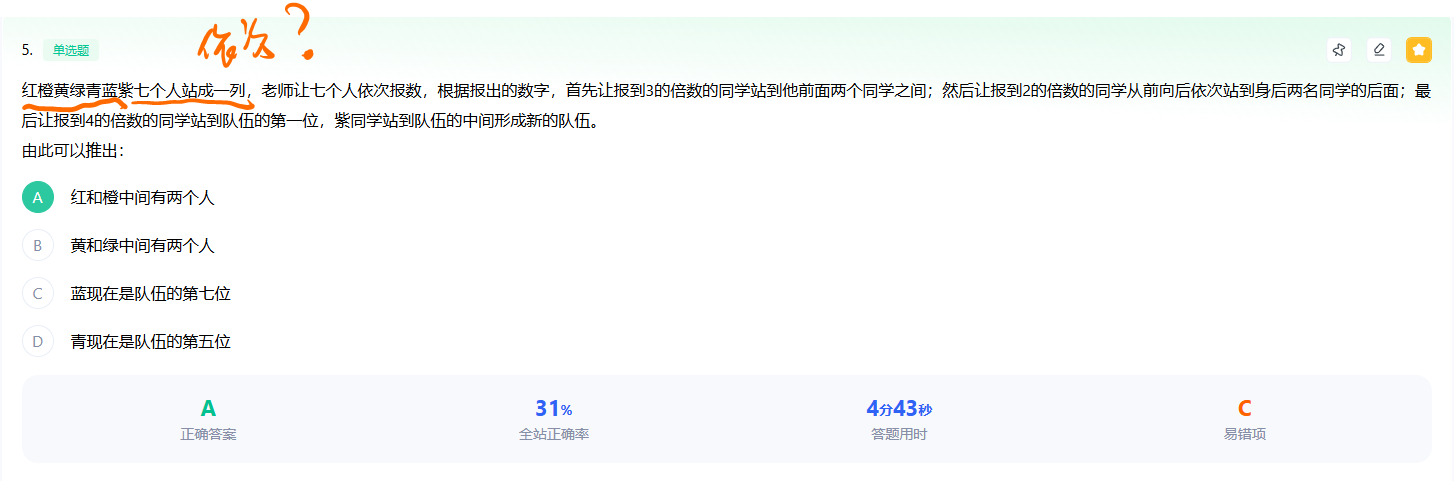 依次?
5. 单选题
红橙黄绿青蓝紫七个人站成一列，老师让七个人依次报数，根据报出的数字，首先让报到3的倍数的同学站到他前面两个同学之间；然后让报到2的倍数的同学从前向后依次站到身后两名同学的后面；最
后让报到4的倍数的同学站到队伍的第一位，紫同学站到队伍的中间形成新的队伍。
由此可以推出：
A 红和橙中间有两个人
B 黄和绿中间有两个人
C 蓝现在是队伍的第七位
D 青现在是队伍的第五位
A 31% 4分43秒 C
正确答案 全站正确率 答题用时 易错项